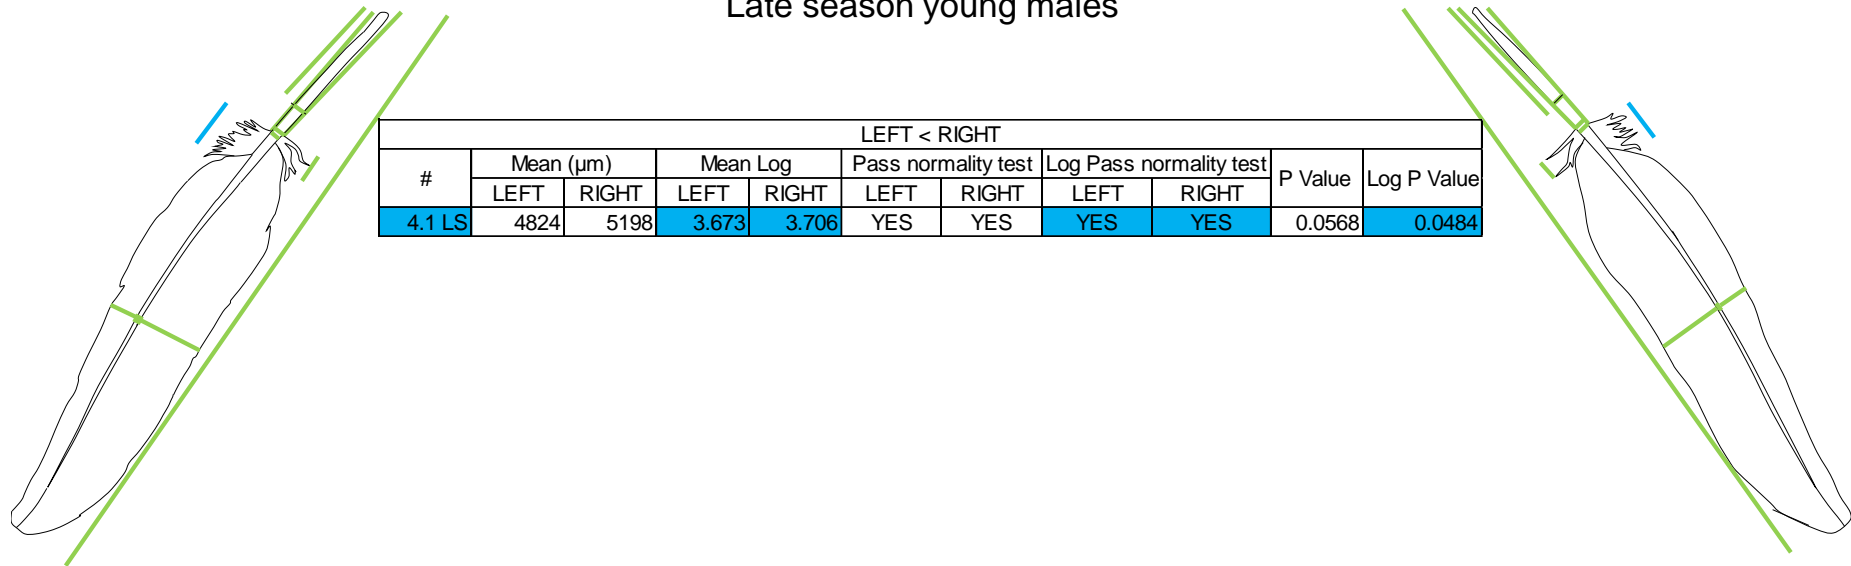 Late season young males
LEFT < RIGHT
# Mean (µm) Mean Log Pass normality test Log Pass normality test P Value Log P Value
LEFT RIGHT LEFT RIGHT LEFT RIGHT LEFT RIGHT
4.1 LS 4824 5198 3.673 3.706 YES YES YES YES 0.0568 0.0484